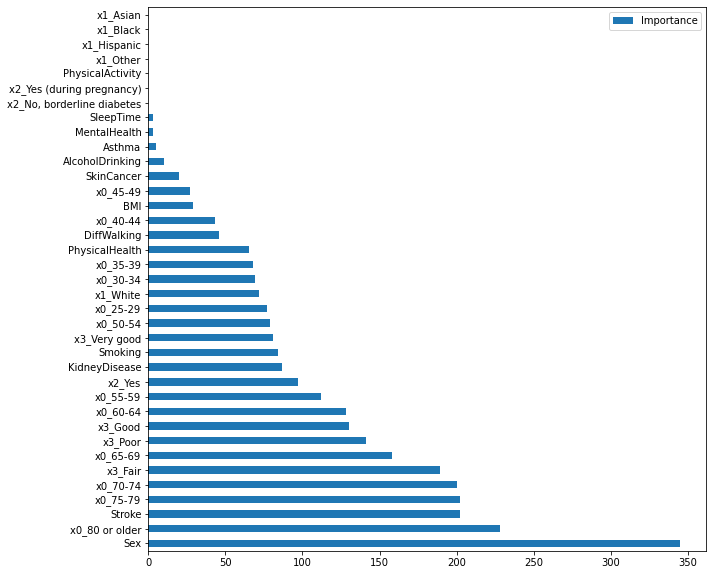 x1_Asian
x1_Black
x1_Hispanic
x1_Other
PhysicalActivity
x2_Yes (during pregnancy)
x2_No, borderline diabetes
SleepTime
MentalHealth
Asthma
AlcoholDrinking
SkinCancer
x0_45-49
BMI
x0_40-44
DiffWalking
PhysicalHealth
x0_35-39
x0_30-34
x1_White
x0_25-29
x0_50-54
x3_Very good
Smoking
KidneyDisease
x2_Yes
x0_55-59
x0_60-64
x3_Good
x3_Poor
x0_65-69
x3_Fair
x0_70-74
x0_75-79
Stroke
x0_80 or older
Sex
Importance
0 50 100 150 200 250 300 350